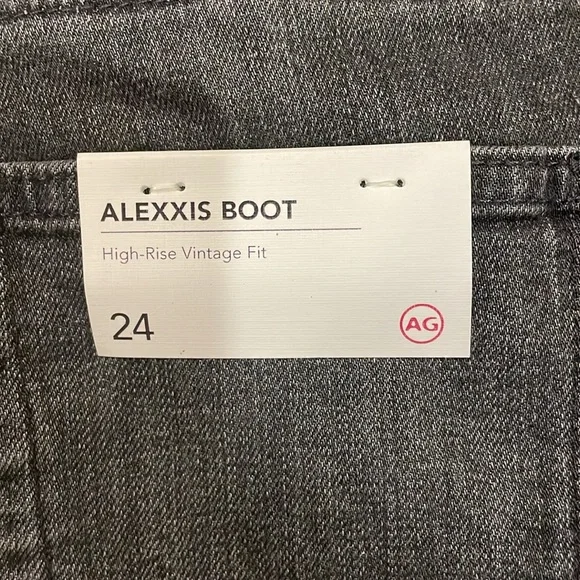 ALEXXIS BOOT
High-Rise Vintage Fit
24
AG